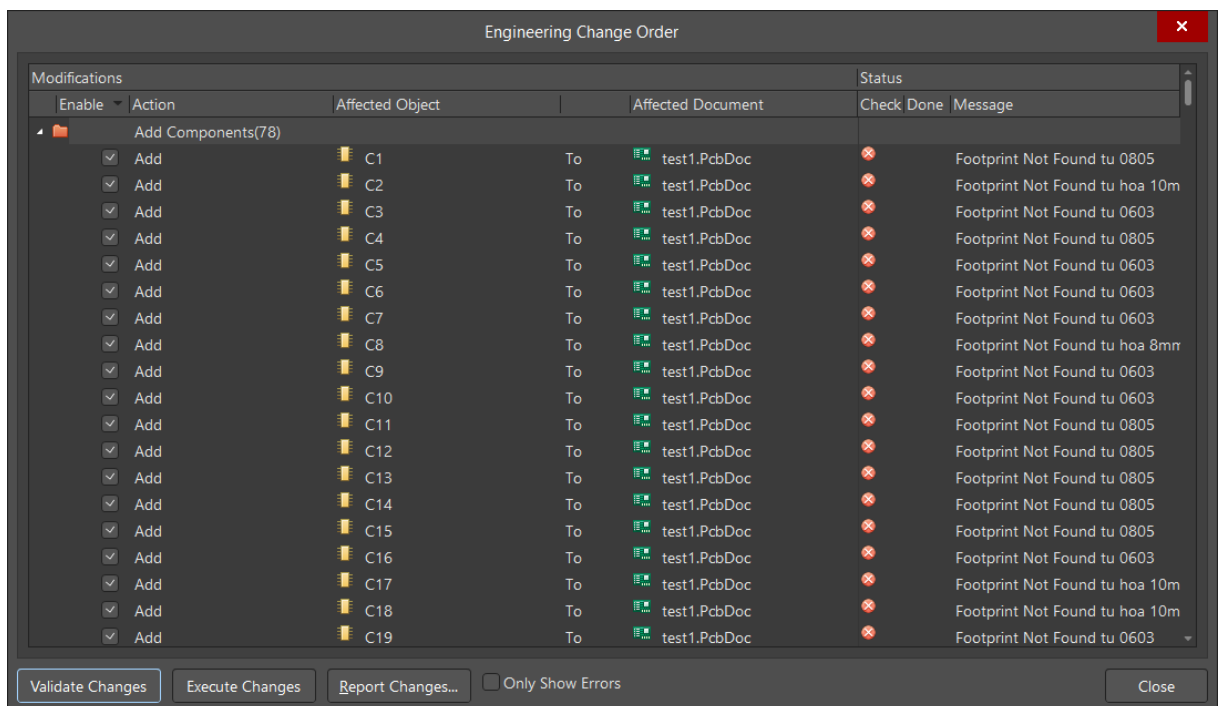 Engineering Change Order
Modifications Status
Enable Action Affected Object Affected Document Check Done Message
Add Components(78)
Add C1 To test1.PcbDoc Footprint Not Found tu 0805
Add C2 To test1.PcbDoc Footprint Not Found tu hoa 10m
Add C3 To test1.PcbDoc Footprint Not Found tu 0603
Add C4 To test1.PcbDoc Footprint Not Found tu 0805
Add C5 To test1.PcbDoc Footprint Not Found tu 0603
Add C6 To test1.PcbDoc Footprint Not Found tu 0603
Add C7 To test1.PcbDoc Footprint Not Found tu 0603
Add C8 To test1.PcbDoc Footprint Not Found tu hoa 8mm
Add C9 To test1.PcbDoc Footprint Not Found tu 0603
Add C10 To test1.PcbDoc Footprint Not Found tu 0603
Add C11 To test1.PcbDoc Footprint Not Found tu 0805
Add C12 To test1.PcbDoc Footprint Not Found tu 0805
Add C13 To test1.PcbDoc Footprint Not Found tu 0805
Add C14 To test1.PcbDoc Footprint Not Found tu 0805
Add C15 To test1.PcbDoc Footprint Not Found tu 0805
Add C16 To test1.PcbDoc Footprint Not Found tu 0603
Add C17 To test1.PcbDoc Footprint Not Found tu hoa 10m
Add C18 To test1.PcbDoc Footprint Not Found tu hoa 10m
Add C19 To test1.PcbDoc Footprint Not Found tu 0603
Validate Changes Execute Changes Report Changes... Only Show Errors Close